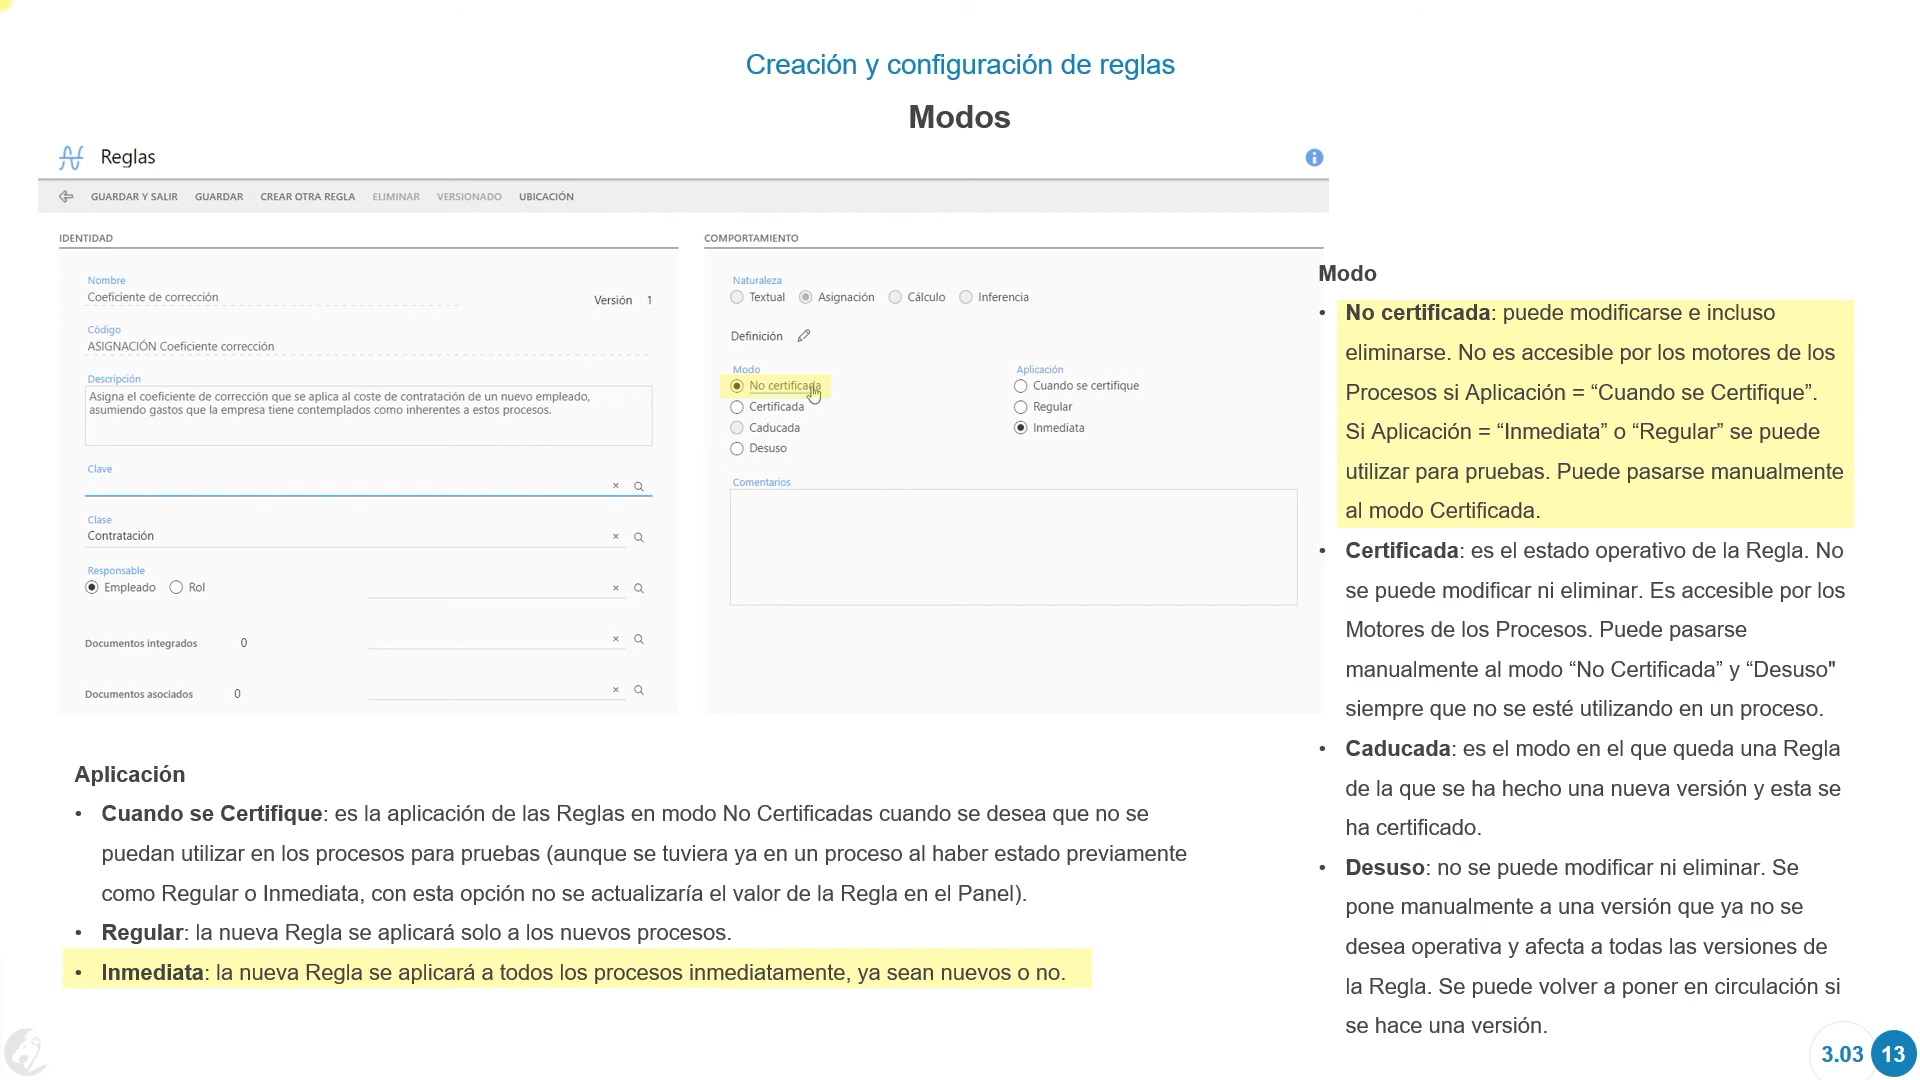 Creación y configuración de reglas
Modos
Reglas
GUARDAR Y SALIR GUARDAR CREAR OTRA REGLA ELIMINAR VERSIONADO UBICACIÓN
IDENTIDAD
Nombre
Coeficiente de corrección
Versión 1
Código
ASIGNACIÓN Coeficiente corrección
Descripción
Asigna el coeficiente de corrección que se aplica al coste de contratación de un nuevo empleado,
asumiendo gastos que la empresa tiene contemplados como inherentes a estos procesos.
Clave
Clase
Contratación
Responsable
Empleado Rol
Documentos integrados 0
Documentos asociados 0
COMPORTAMIENTO
Naturaleza
Textual Asignación Cálculo Inferencia
Definición
Modo
No certificada
Certificada
Caducada
Desuso
Aplicación
Cuando se certifique
Regular
Inmediata
Comentarios
Modo
• No certificada: puede modificarse e incluso
eliminarse. No es accesible por los motores de los
Procesos si Aplicación = “Cuando se Certifique”.
Si Aplicación = “Inmediata” o “Regular” se puede
utilizar para pruebas. Puede pasarse manualmente
al modo Certificada.
• Certificada: es el estado operativo de la Regla. No
se puede modificar ni eliminar. Es accesible por los
Motores de los Procesos. Puede pasarse
manualmente al modo “No Certificada” y “Desuso"
siempre que no se esté utilizando en un proceso.
• Caducada: es el modo en el que queda una Regla
de la que se ha hecho una nueva versión y esta se
ha certificado.
• Desuso: no se puede modificar ni eliminar. Se
pone manualmente a una versión que ya no se
desea operativa y afecta a todas las versiones de
la Regla. Se puede volver a poner en circulación si
se hace una versión.
Aplicación
• Cuando se Certifique: es la aplicación de las Reglas en modo No Certificadas cuando se desea que no se
puedan utilizar en los procesos para pruebas (aunque se tuviera ya en un proceso al haber estado previamente
como Regular o Inmediata, con esta opción no se actualizaría el valor de la Regla en el Panel).
• Regular: la nueva Regla se aplicará solo a los nuevos procesos.
• Inmediata: la nueva Regla se aplicará a todos los procesos inmediatamente, ya sean nuevos o no.
3.03 13